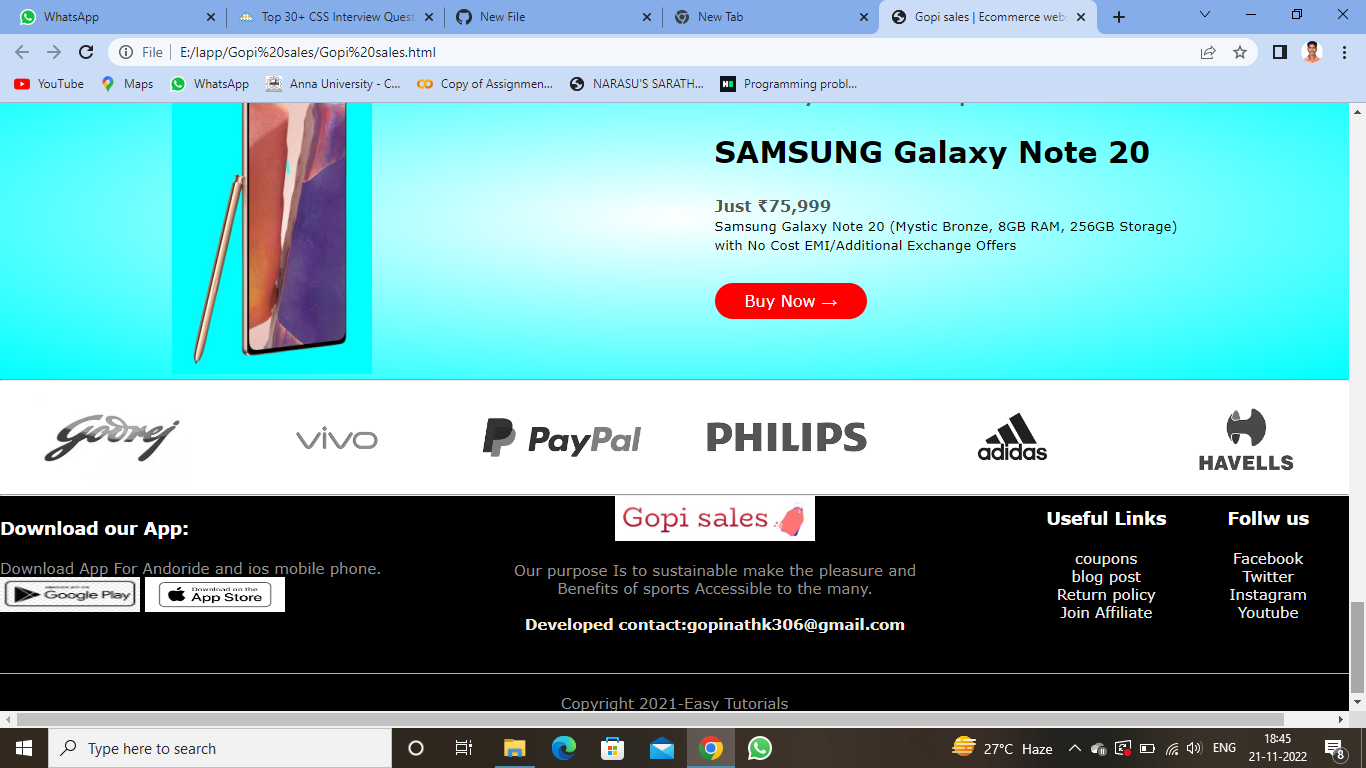 WhatsApp
Top 30+ CSS Interview Quest
New File
New Tab
Gopi sales | Ecommerce web
File
E:/lapp/Gopi%20sales/Gopi%20sales.html
YouTube
Maps
WhatsApp
Anna University - C...
Copy of Assignmen...
NARASU'S SARATH...
Programming probl...
SAMSUNG Galaxy Note 20
Just ₹75,999
Samsung Galaxy Note 20 (Mystic Bronze, 8GB RAM, 256GB Storage)
with No Cost EMI/Additional Exchange Offers
Buy Now →
Godrej
vivo
PayPal
PHILIPS
adidas
HAVELLS
Download our App:
Download App For Andoride and ios mobile phone.
Google Play
Download on the
App Store
Gopi sales
Our purpose Is to sustainable make the pleasure and
Benefits of sports Accessible to the many.
Developed contact:gopinathk306@gmail.com
Useful Links
coupons
blog post
Return policy
Join Affiliate
Follw us
Facebook
Twitter
Instagram
Youtube
Copyright 2021-Easy Tutorials
Type here to search
27°C Haze
ENG
18:45
21-11-2022
8